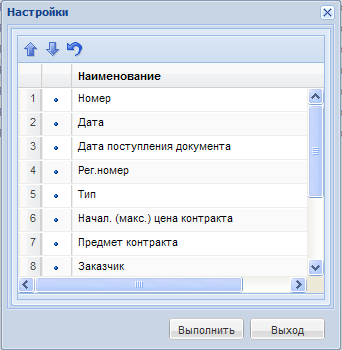 Настройки
Наименование
1 Номер
2 Дата
3 Дата поступления документа
4 Рег.номер
5 Тип
6 Начал. (макс.) цена контракта
7 Предмет контракта
8 Заказчик
Выполнить Выход